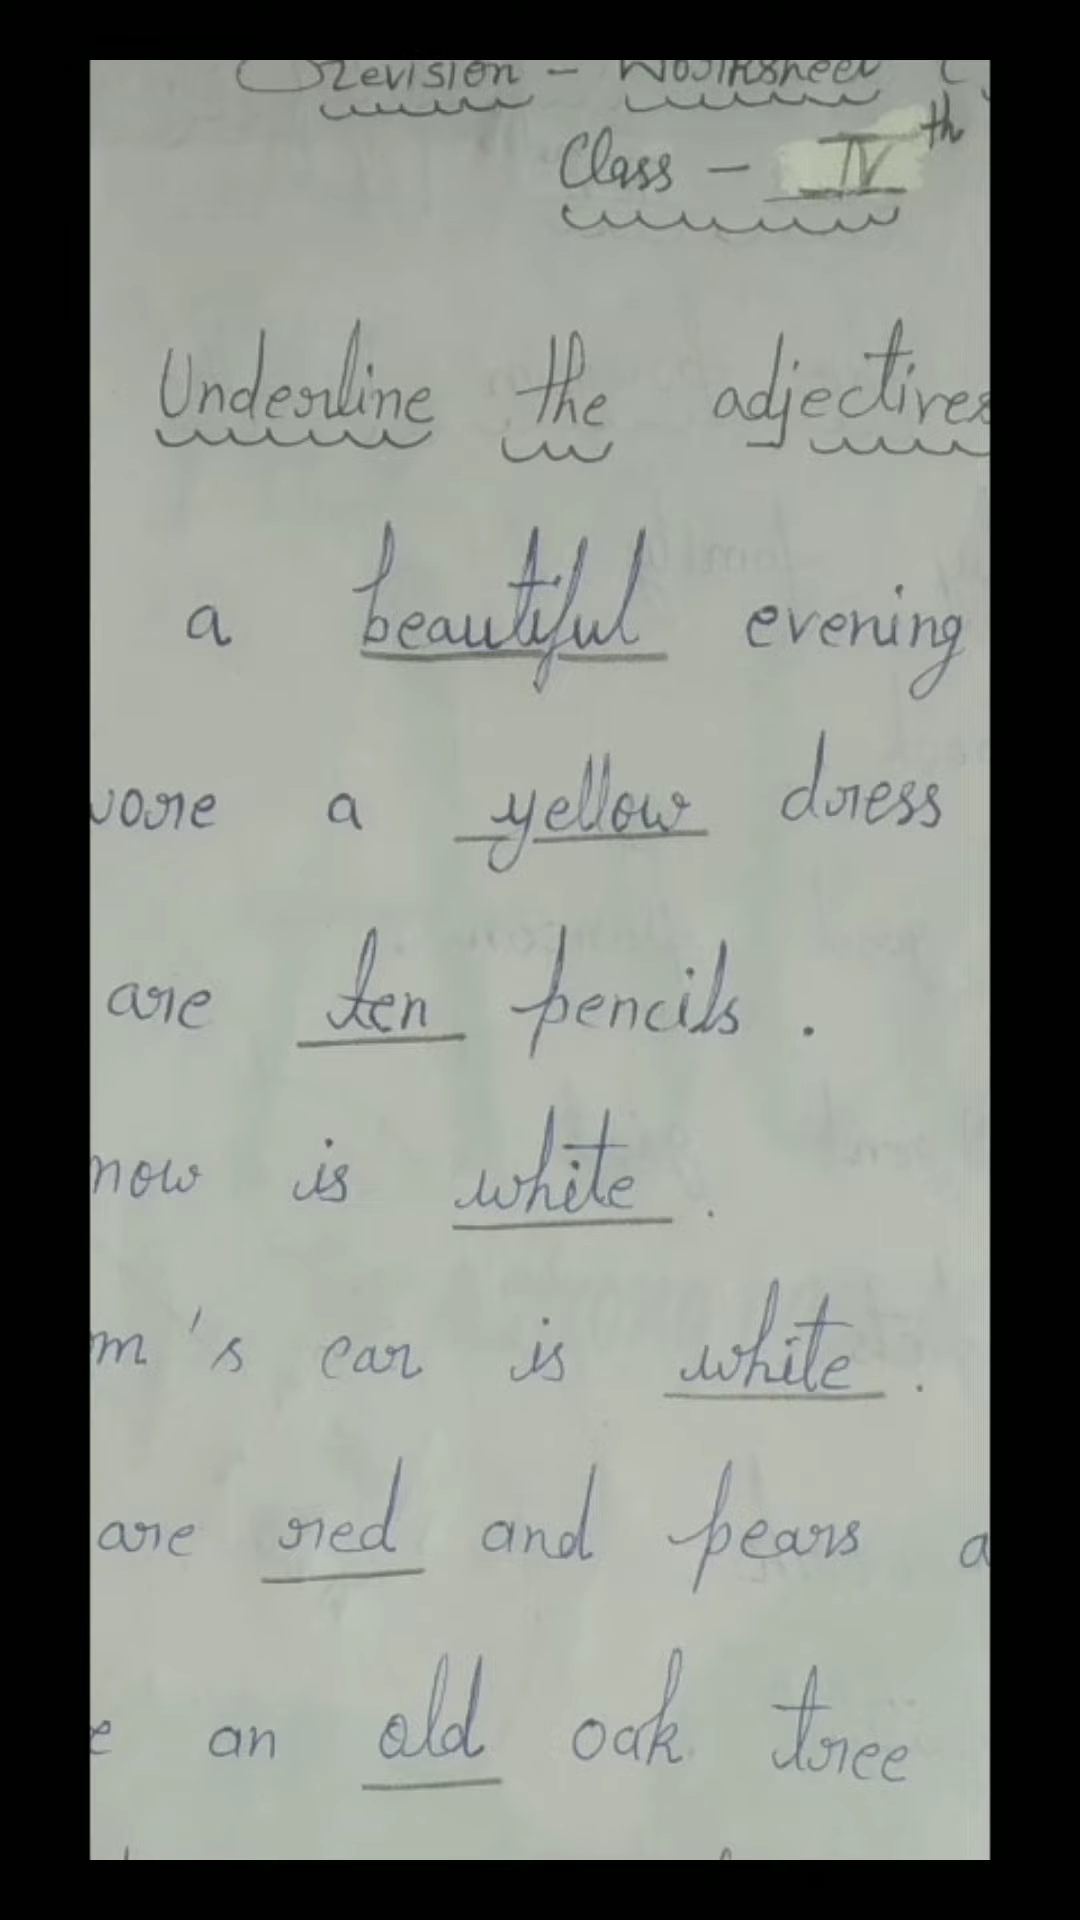 Revision - Worksheet
Class - IVth
Underline the adjectives
a beautiful evening
wore a yellow dress
are ten pencils.
now is white.
m's car is white.
are red and pears a
e an old oak tree